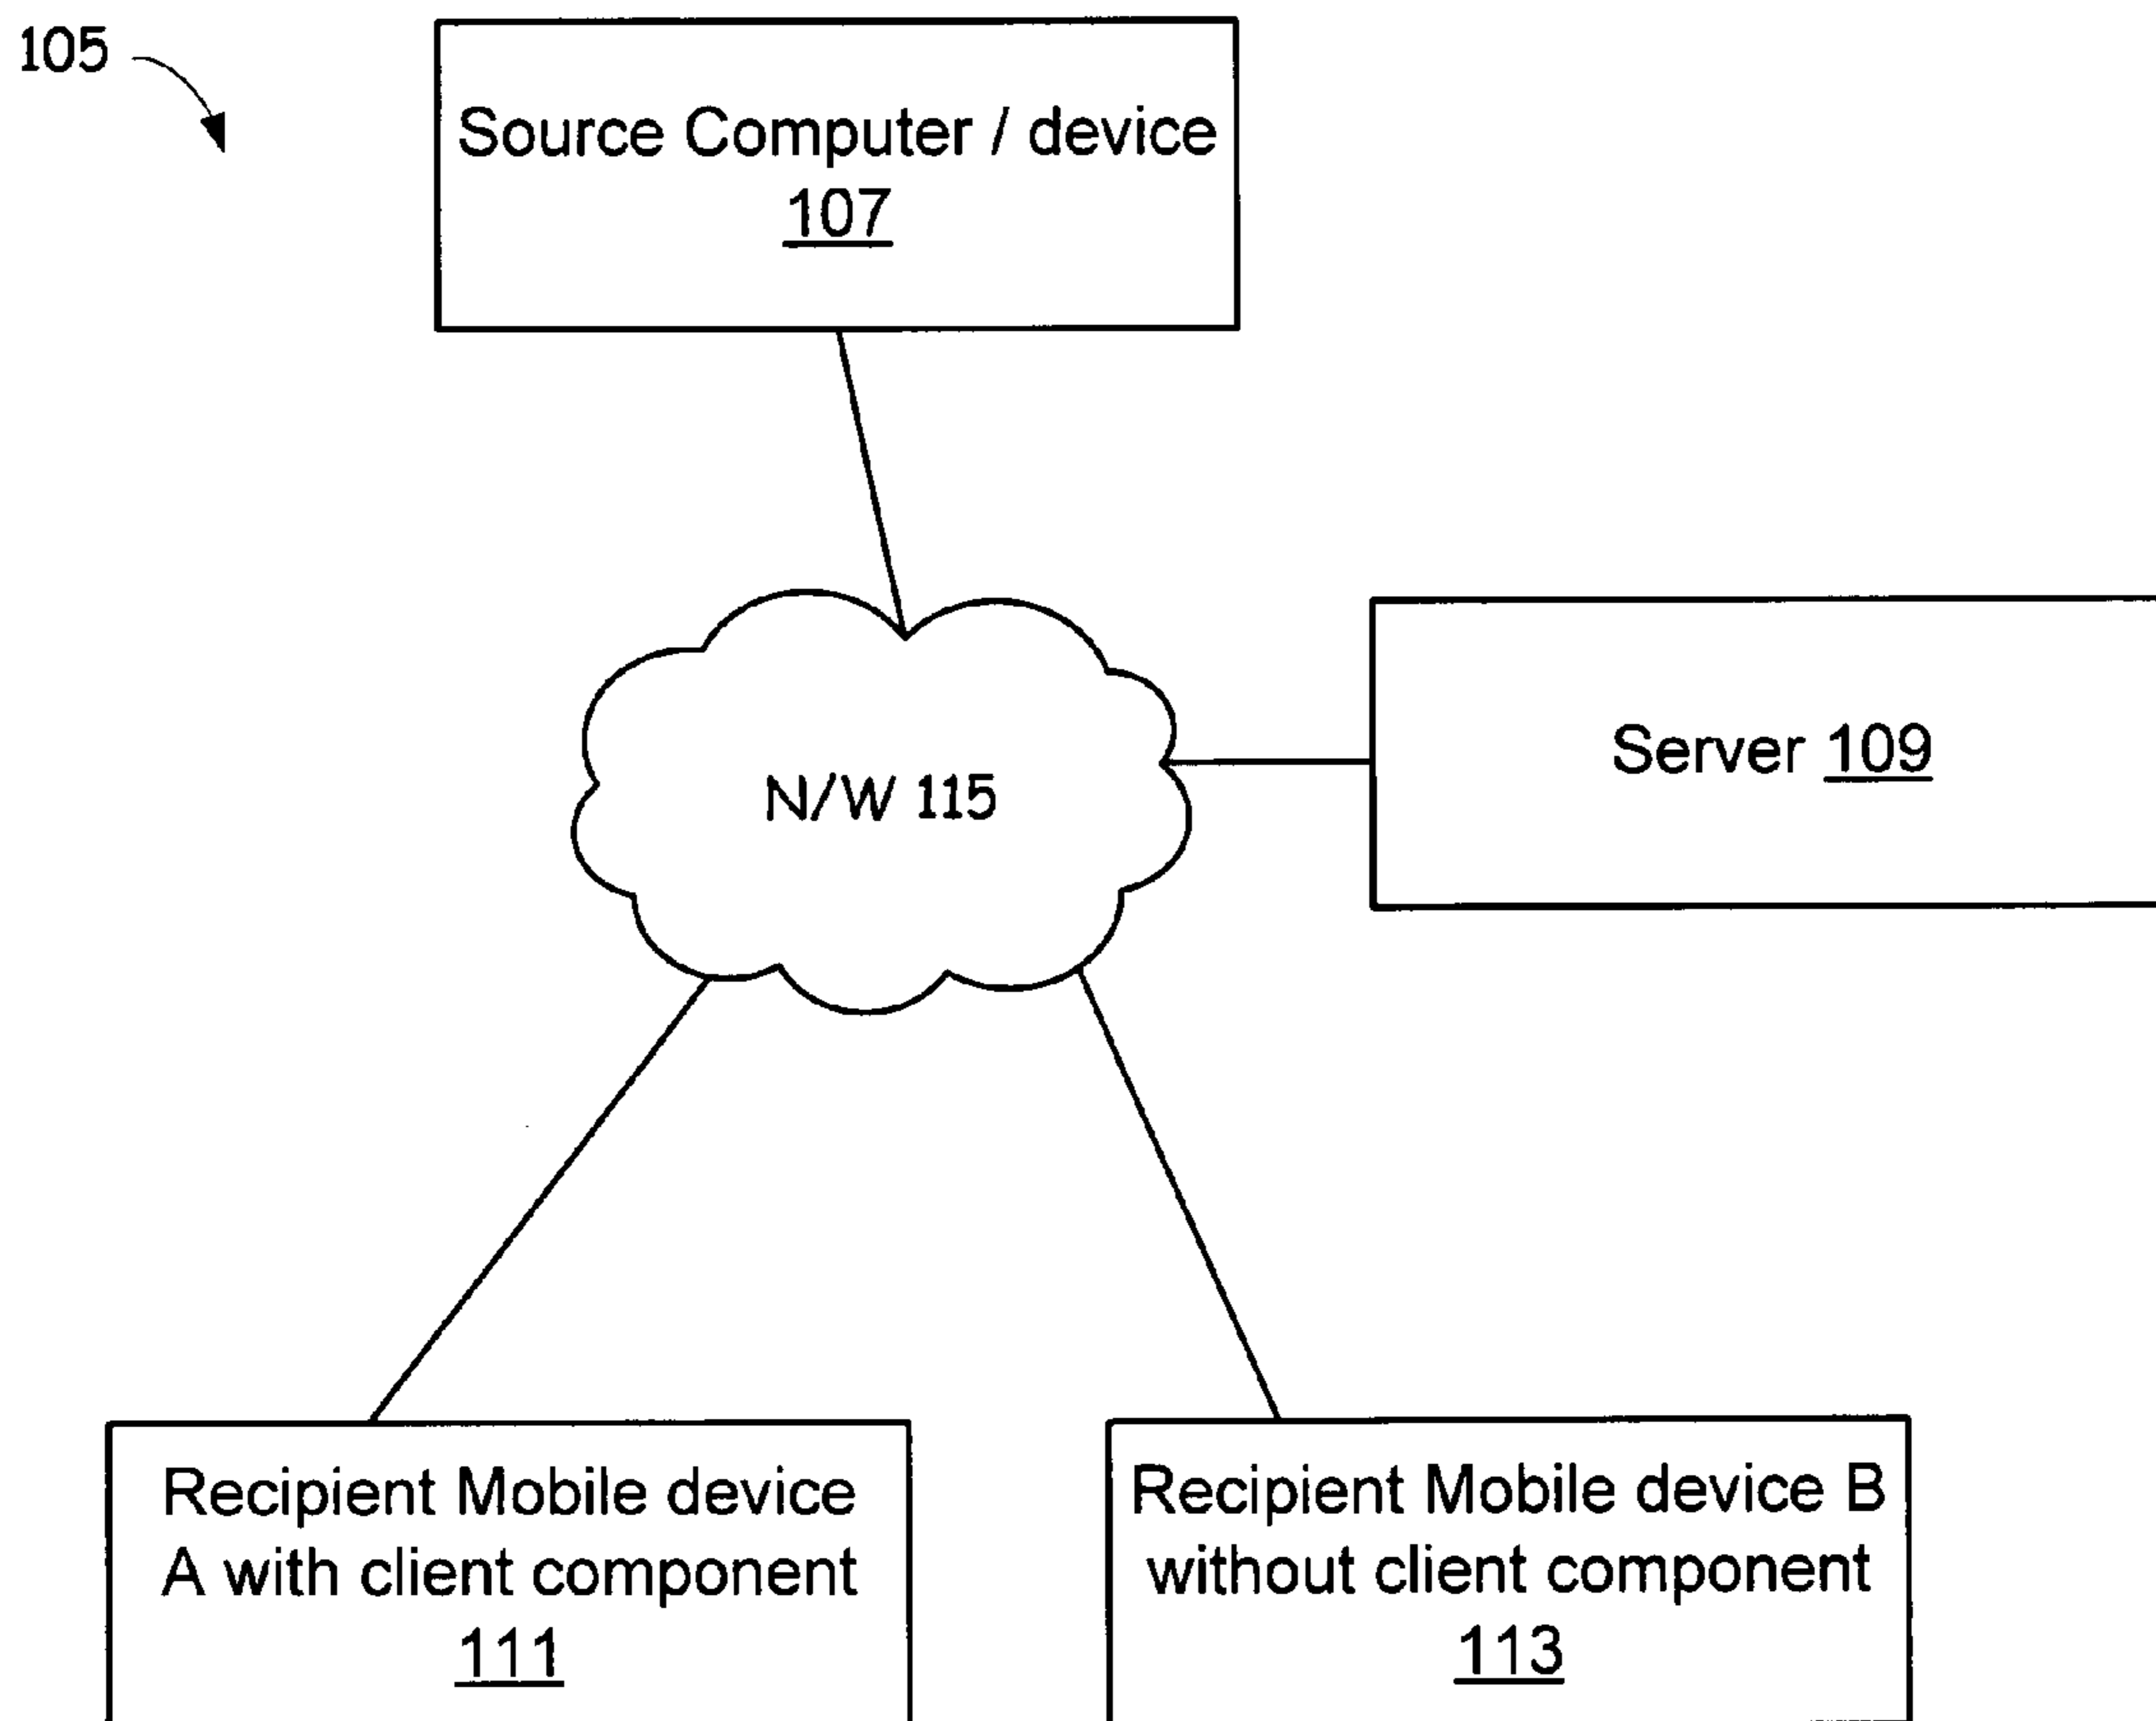 105
Source Computer / device
107
N/W 115
Server 109
Recipient Mobile device
A with client component
111
Recipient Mobile device B
without client component
113